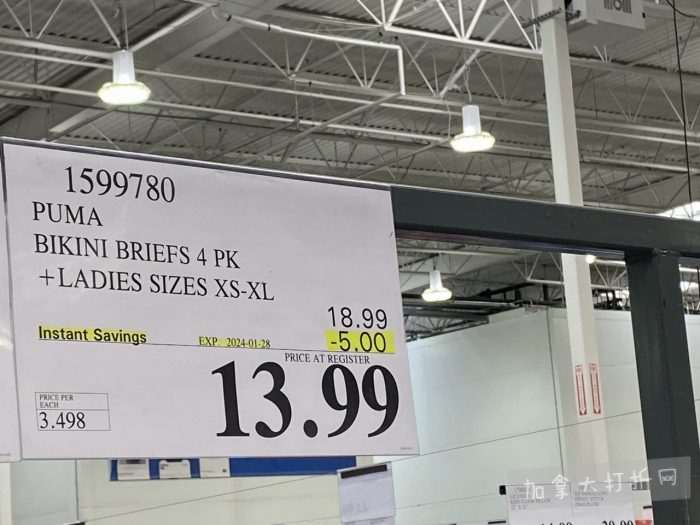 1599780
PUMA
BIKINI BRIEFS 4 PK
+LADIES SIZES XS-XL
18.99
Instant Savings EXP. 2024-01-28 -5.00
PRICE AT REGISTER
13.99
PRICE PER
EACH
3.498
加拿大打折网